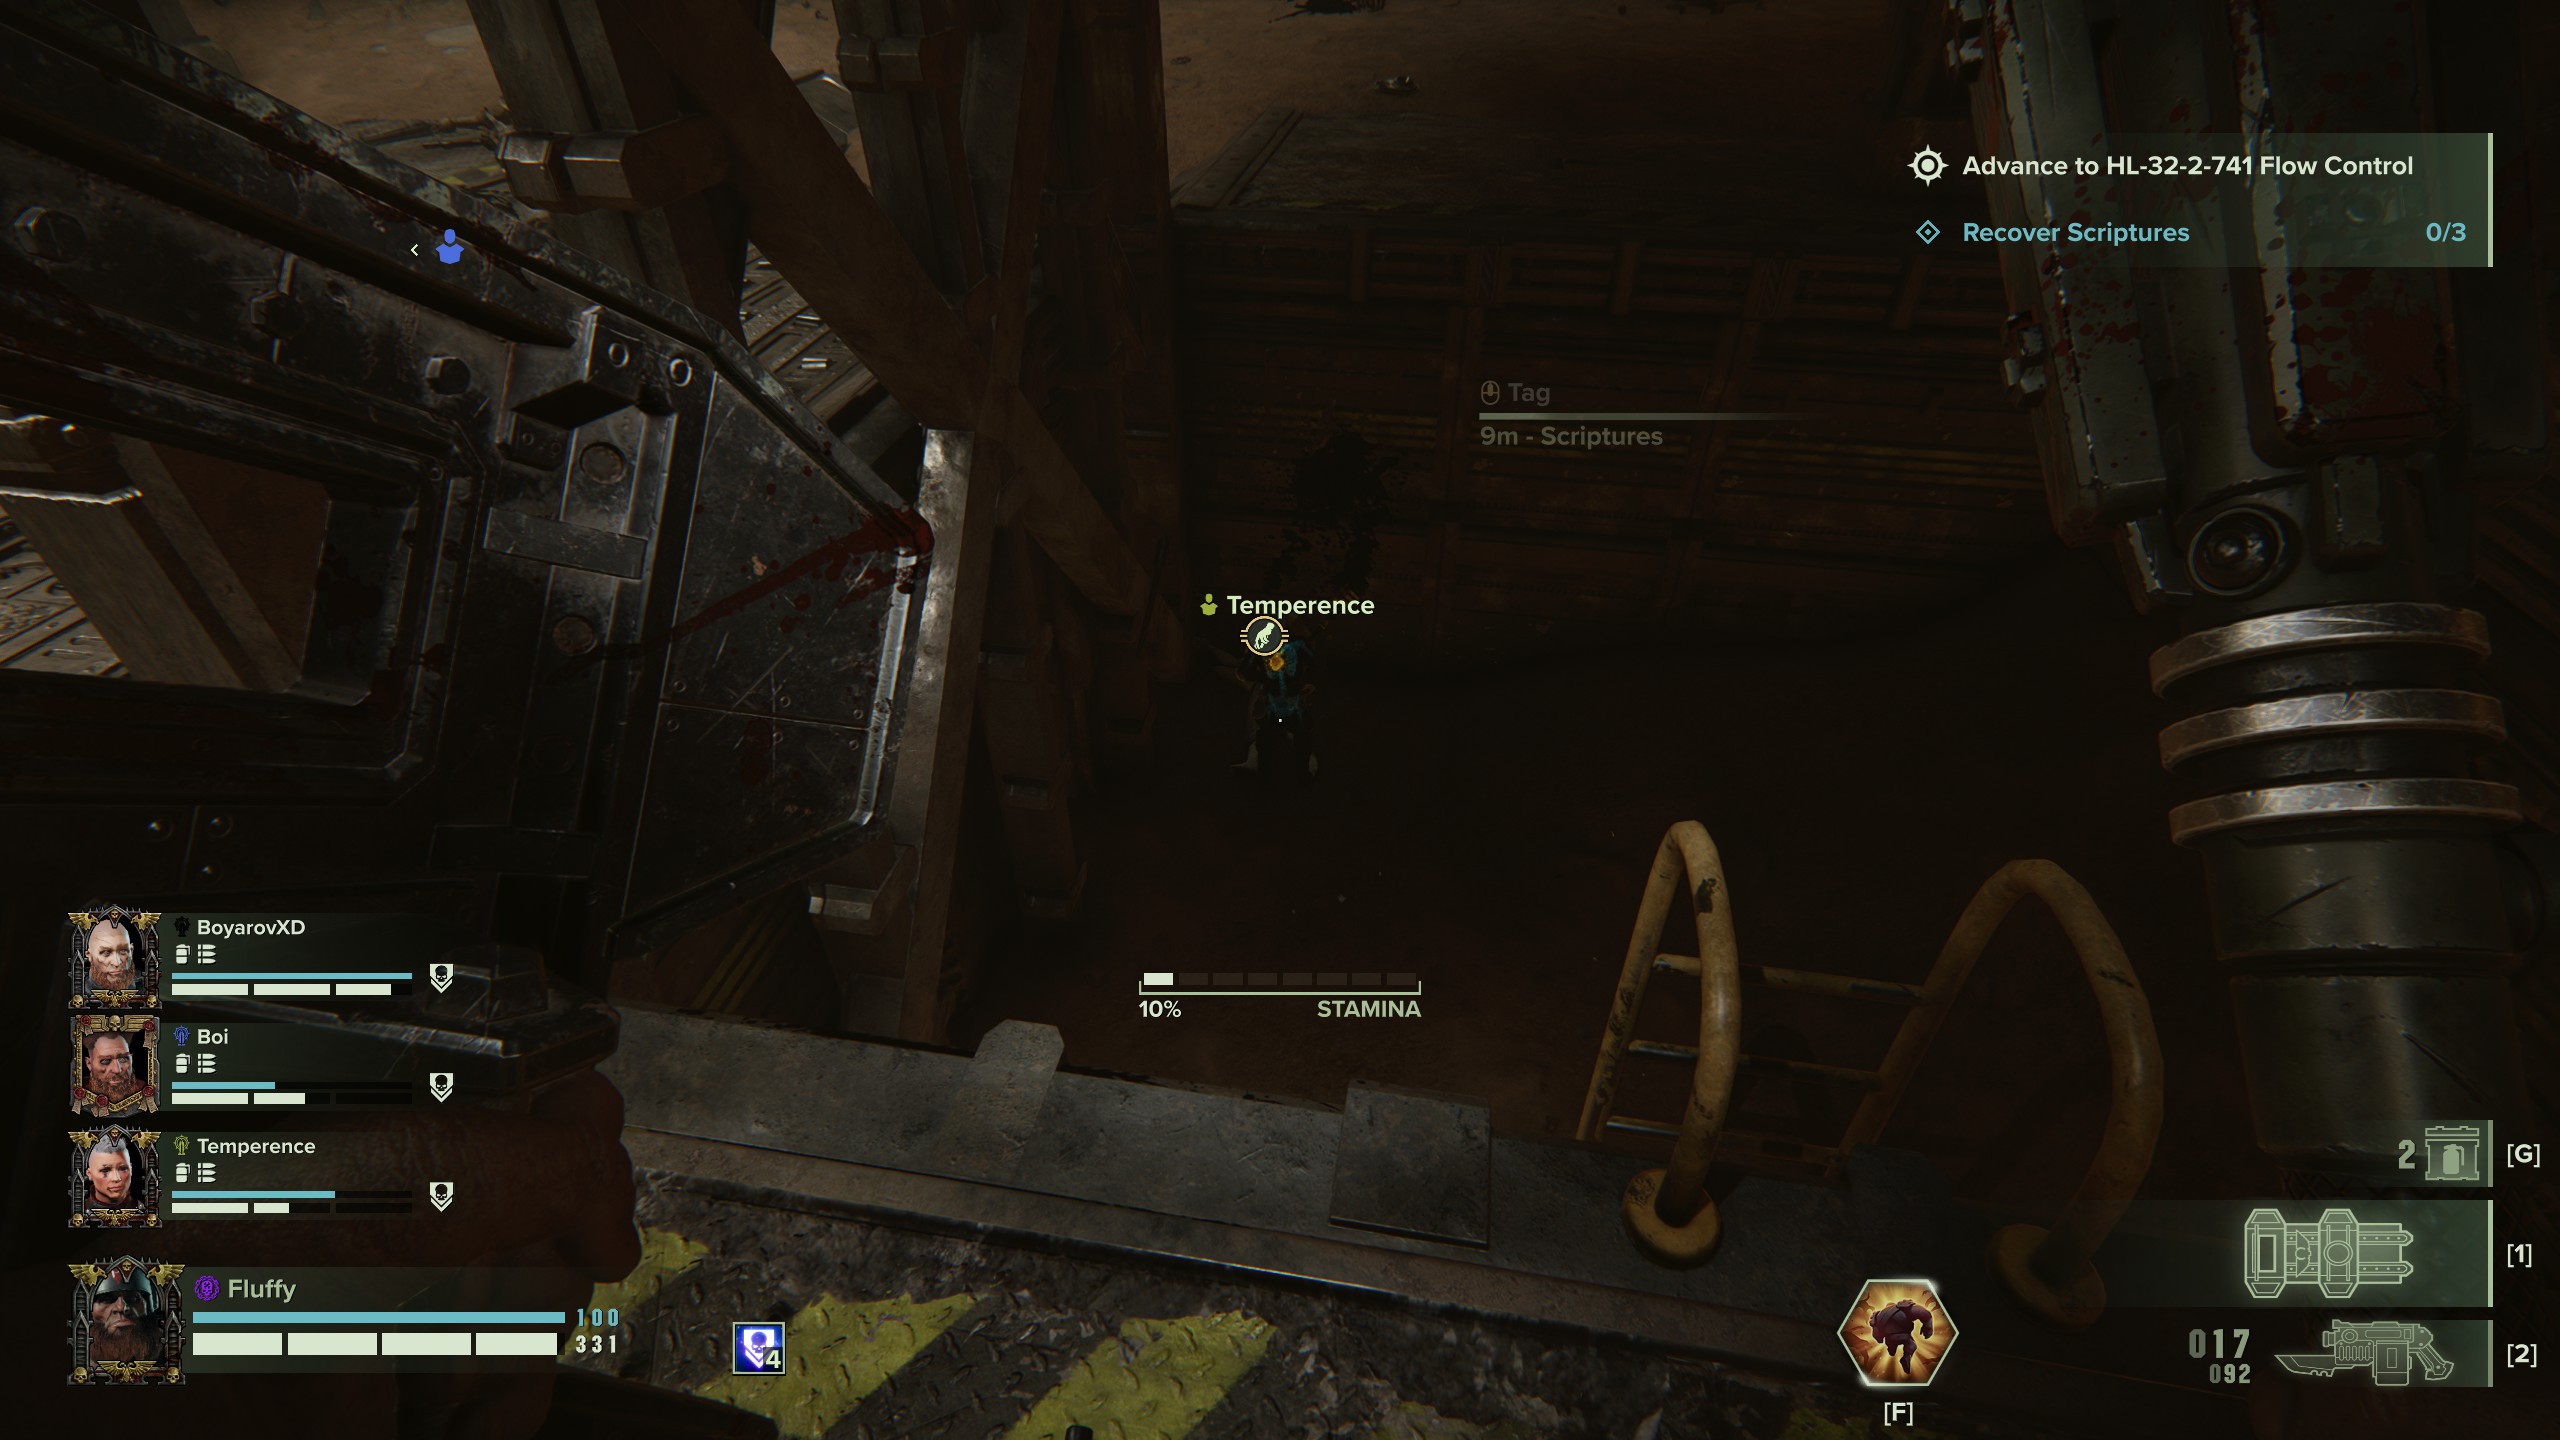 Advance to HL-32-2-741 Flow Control
Recover Scriptures 0/3
Tag
9m - Scriptures
Temperence
BoyarovXD
10% STAMINA
Boi
Temperence
2 [G]
[1]
Fluffy
100
331
4
017
092
[2]
[F]